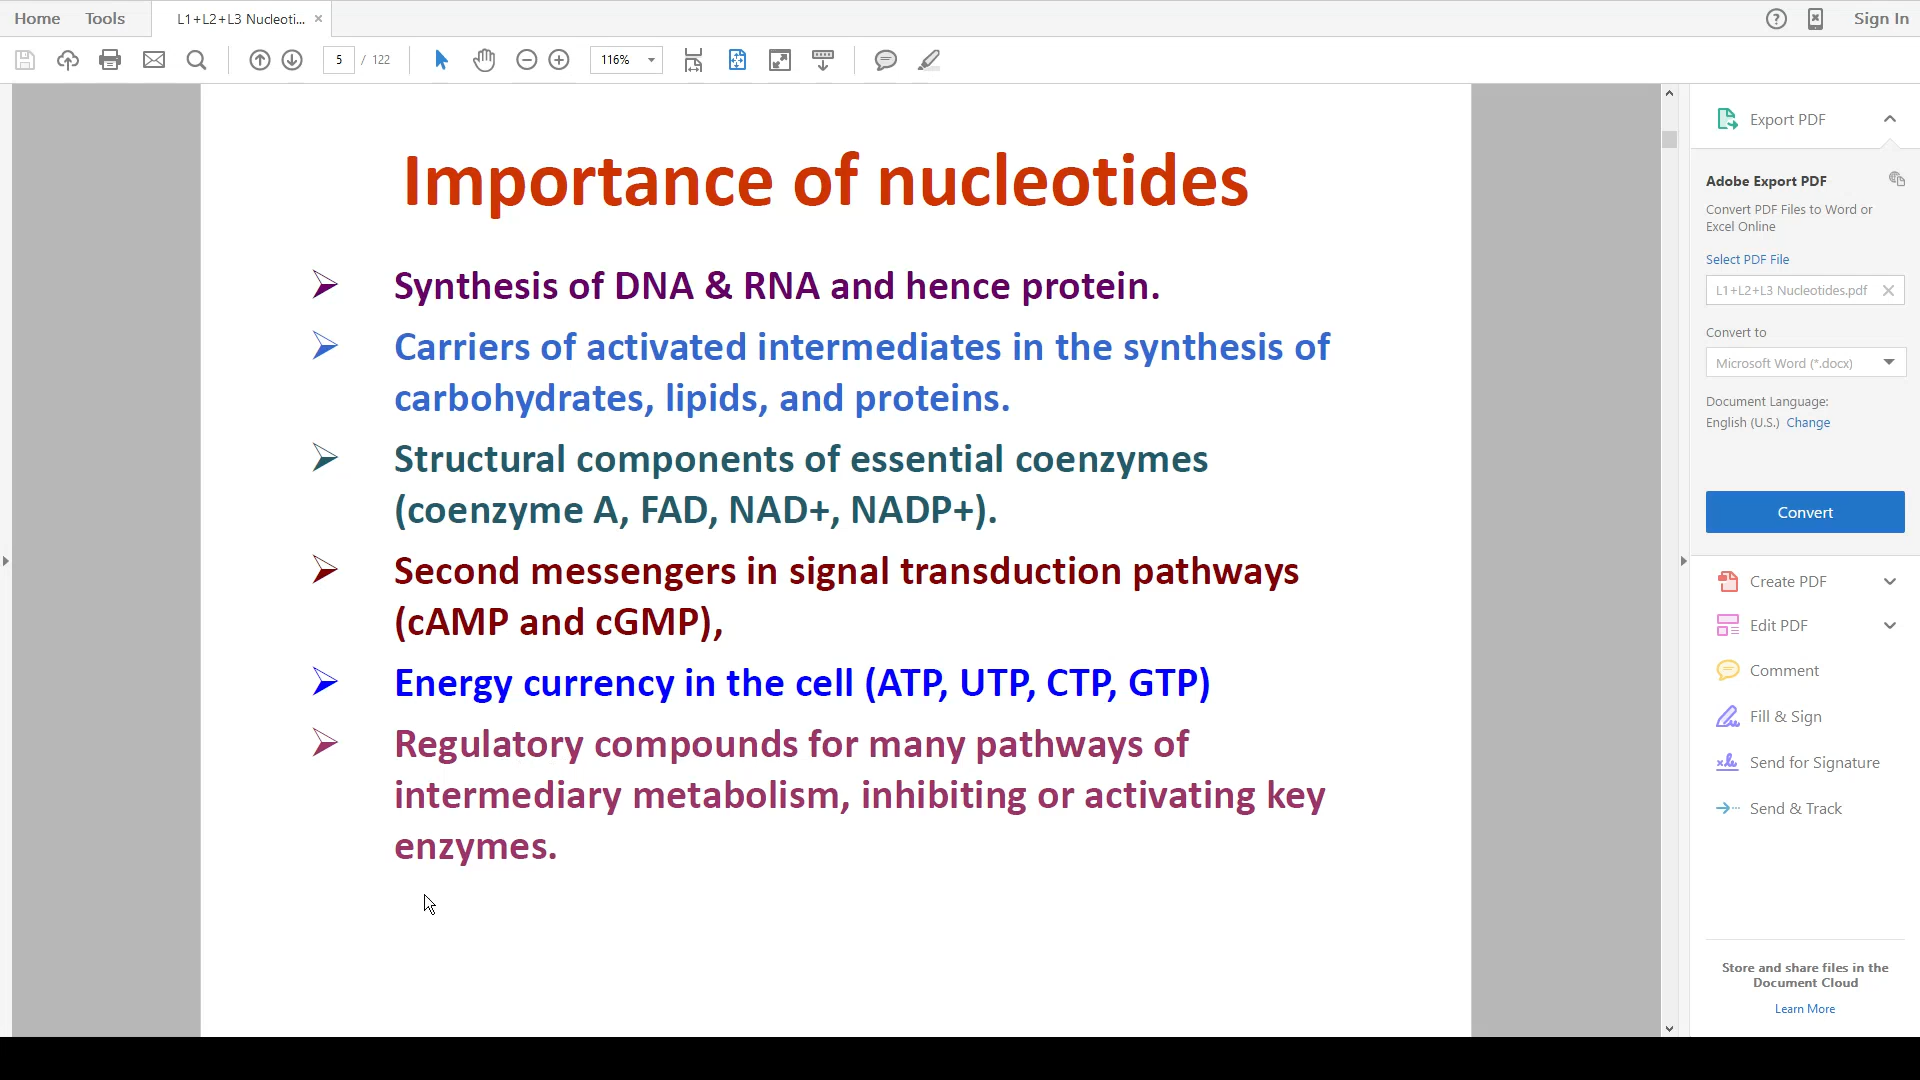 Home Tools L1+L2+L3 Nucleoti... × Sign In
5 / 122 116%
Importance of nucleotides
Synthesis of DNA & RNA and hence protein.
Carriers of activated intermediates in the synthesis of
carbohydrates, lipids, and proteins.
Structural components of essential coenzymes
(coenzyme A, FAD, NAD+, NADP+).
Second messengers in signal transduction pathways
(cAMP and cGMP),
Energy currency in the cell (ATP, UTP, CTP, GTP)
Regulatory compounds for many pathways of
intermediary metabolism, inhibiting or activating key
enzymes.
Export PDF
Adobe Export PDF
Convert PDF Files to Word or
Excel Online
Select PDF File
L1+L2+L3 Nucleotides.pdf
Convert to
Microsoft Word (*.docx)
Document Language:
English (U.S.) Change
Convert
Create PDF
Edit PDF
Comment
Fill & Sign
Send for Signature
Send & Track
Store and share files in the
Document Cloud
Learn More